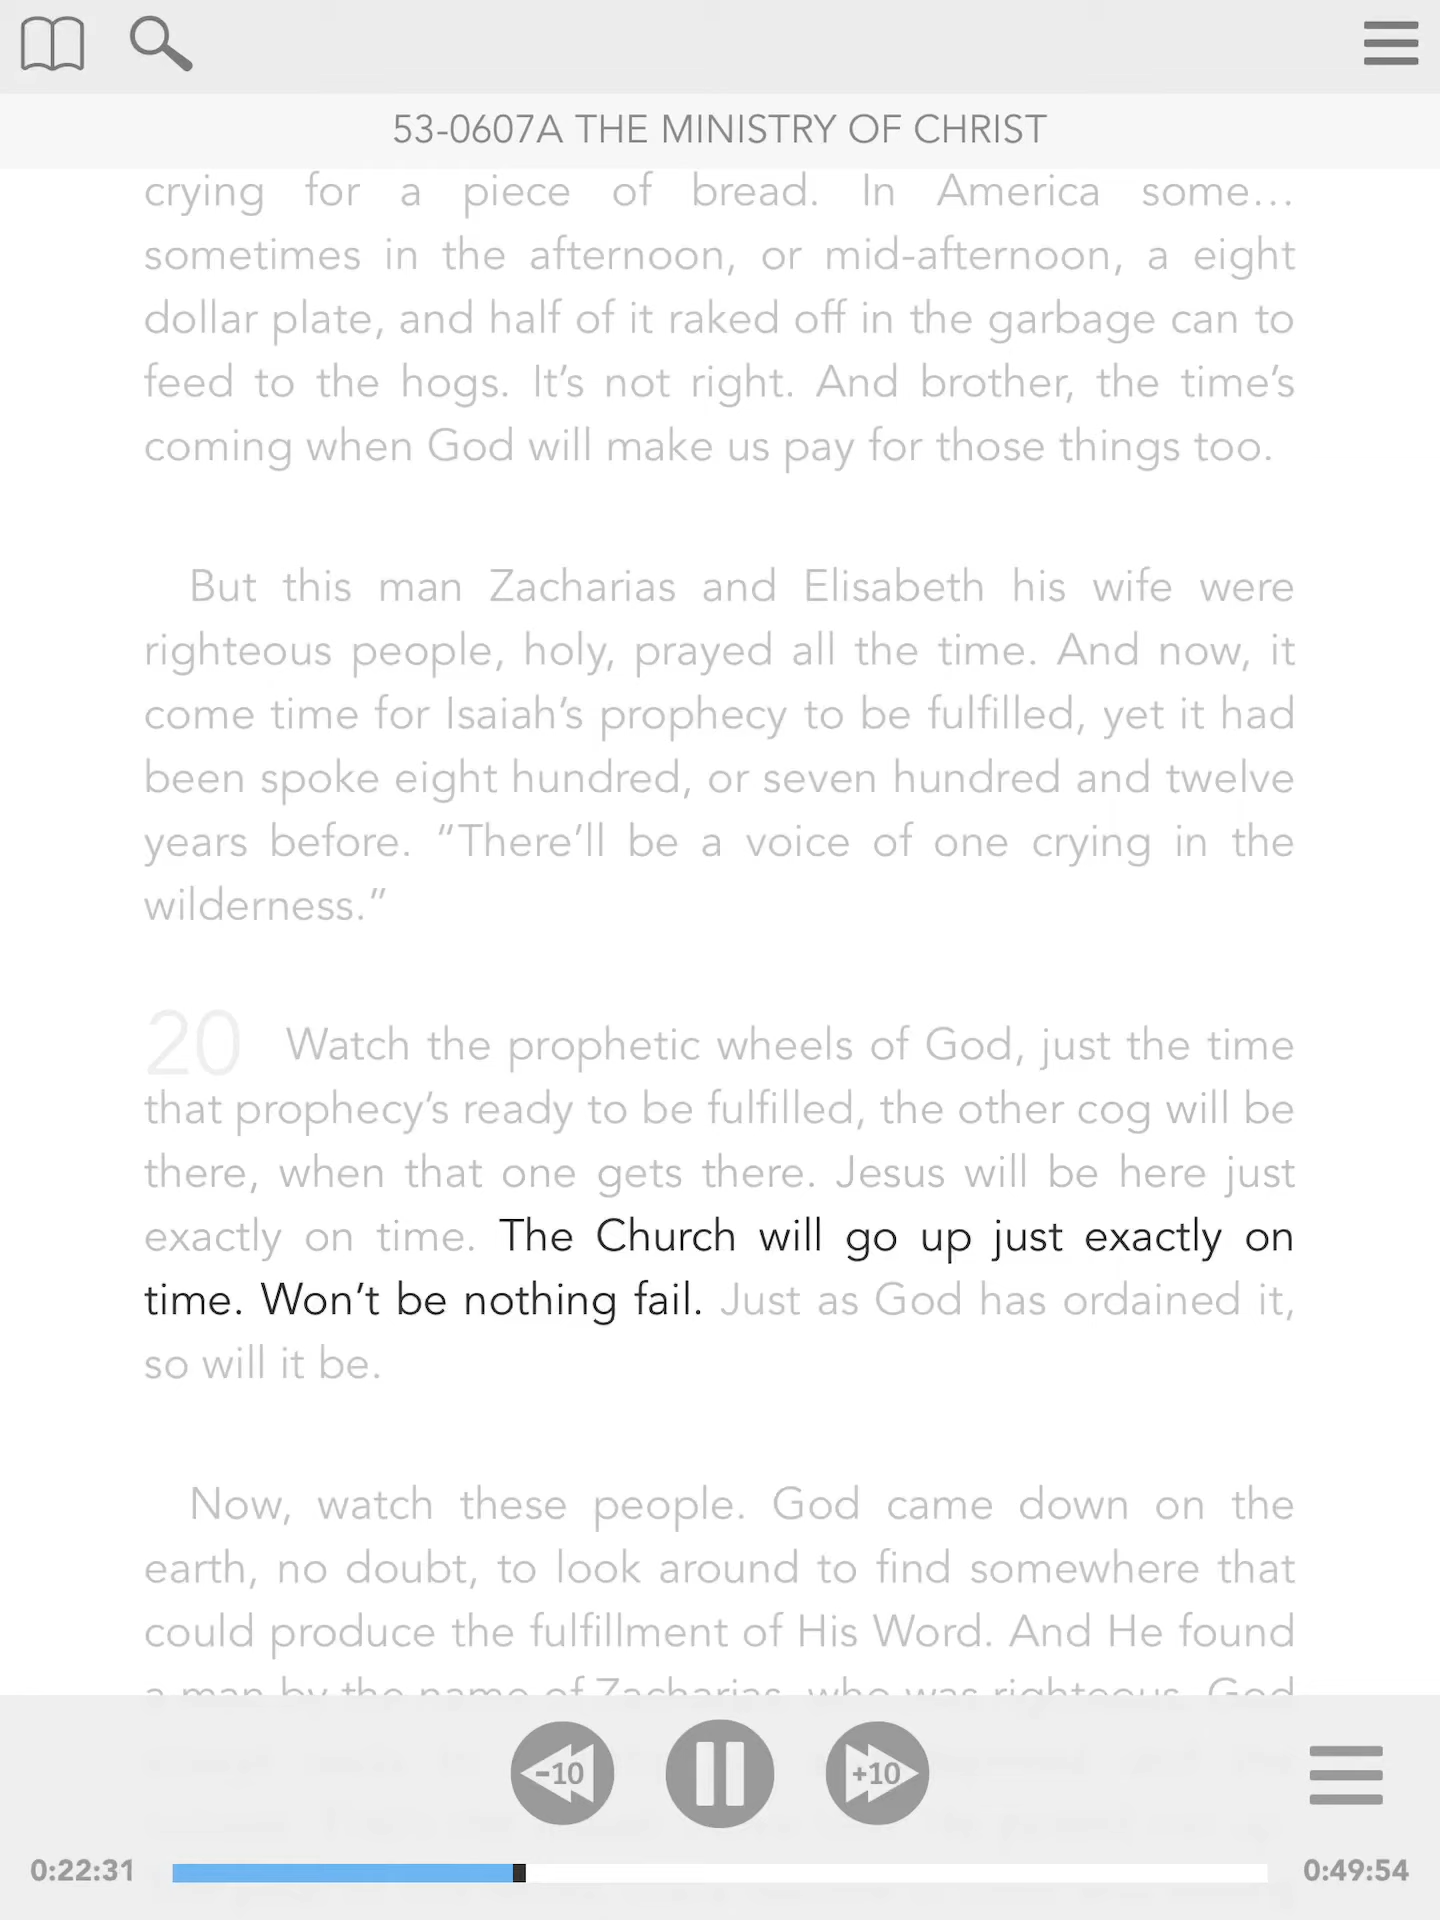 53-0607A THE MINISTRY OF CHRIST
crying for a piece of bread. In America some…
sometimes in the afternoon, or mid-afternoon, a eight
dollar plate, and half of it raked off in the garbage can to
feed to the hogs. It’s not right. And brother, the time’s
coming when God will make us pay for those things too.
But this man Zacharias and Elisabeth his wife were
righteous people, holy, prayed all the time. And now, it
come time for Isaiah’s prophecy to be fulfilled, yet it had
been spoke eight hundred, or seven hundred and twelve
years before. “There’ll be a voice of one crying in the
wilderness.”
20 Watch the prophetic wheels of God, just the time
that prophecy’s ready to be fulfilled, the other cog will be
there, when that one gets there. Jesus will be here just
exactly on time. The Church will go up just exactly on
time. Won’t be nothing fail. Just as God has ordained it,
so will it be.
Now, watch these people. God came down on the
earth, no doubt, to look around to find somewhere that
could produce the fulfillment of His Word. And He found
a man by the name of Zacharias, who was righteous. God
-10 +10
0:22:31 0:49:54